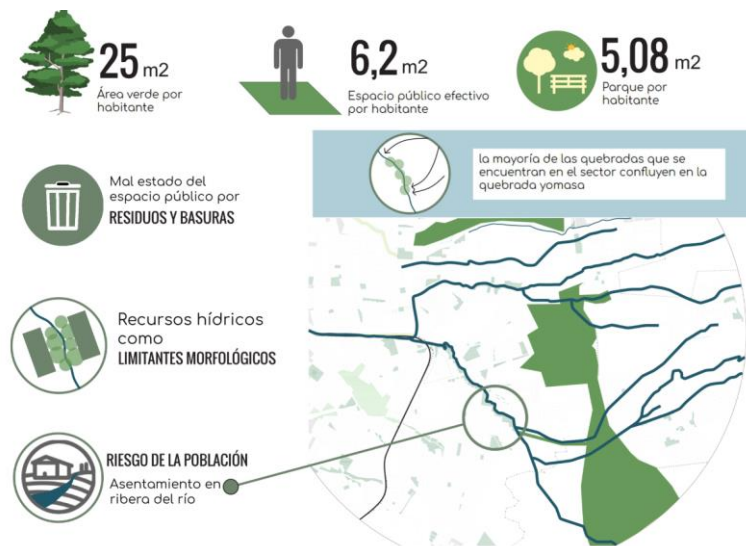 25 m2
Área verde por
habitante
6,2 m2
Espacio público efectivo
por habitante
5,08 m2
Parque por
habitante
la mayoría de las quebradas que se
encuentran en el sector confluyen en la
quebrada yomasa
Mal estado del
espacio público por
RESIDUOS Y BASURAS
Recursos hídricos
como
LIMITANTES MORFOLÓGICOS
RIESGO DE LA POBLACIÓN
Asentamiento en
ribera del río